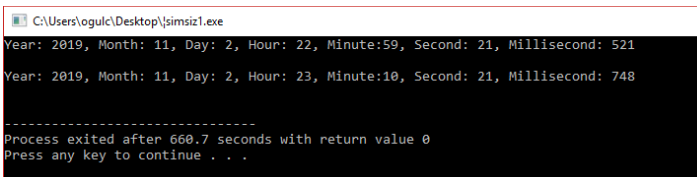 C:\Users\ogulc\Desktop\¦simsiz1.exe
Year: 2019, Month: 11, Day: 2, Hour: 22, Minute:59, Second: 21, Millisecond: 521
Year: 2019, Month: 11, Day: 2, Hour: 23, Minute:10, Second: 21, Millisecond: 748
--------------------------------
Process exited after 660.7 seconds with return value 0
Press any key to continue . . .